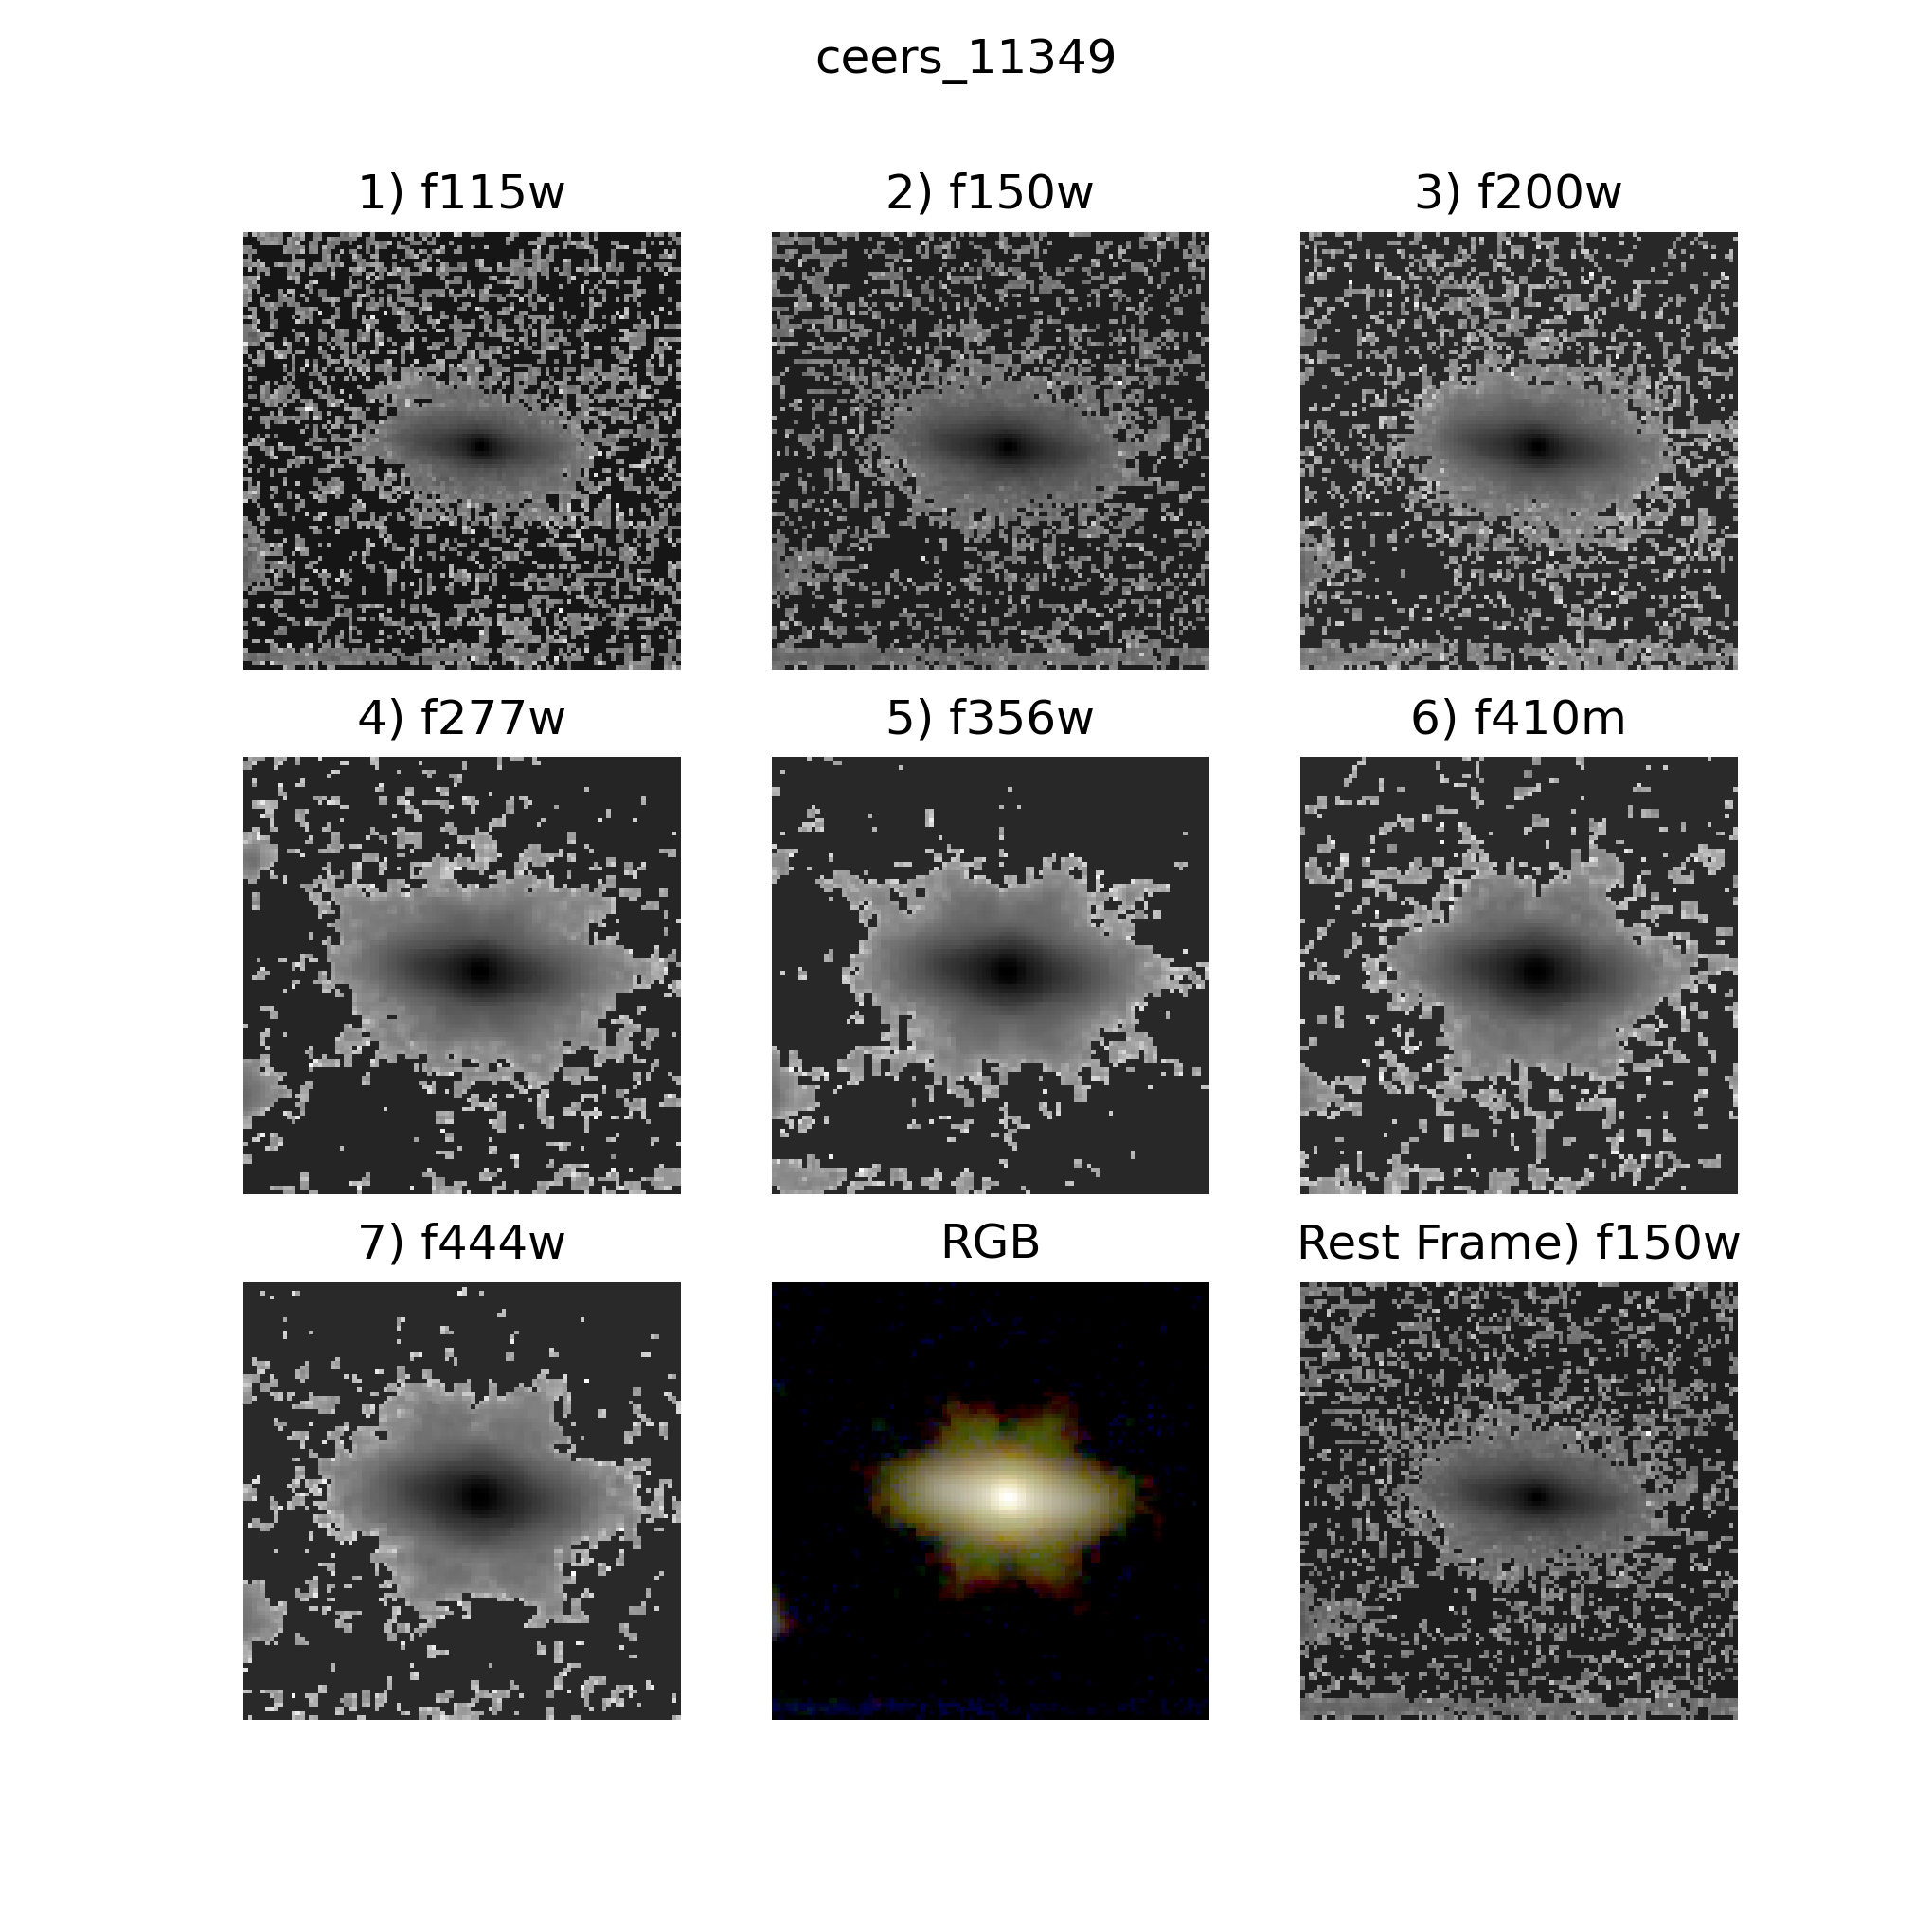 ceers_11349
1) f115w
2) f150w
3) f200w
4) f277w
5) f356w
6) f410m
7) f444w
RGB
Rest Frame) f150w